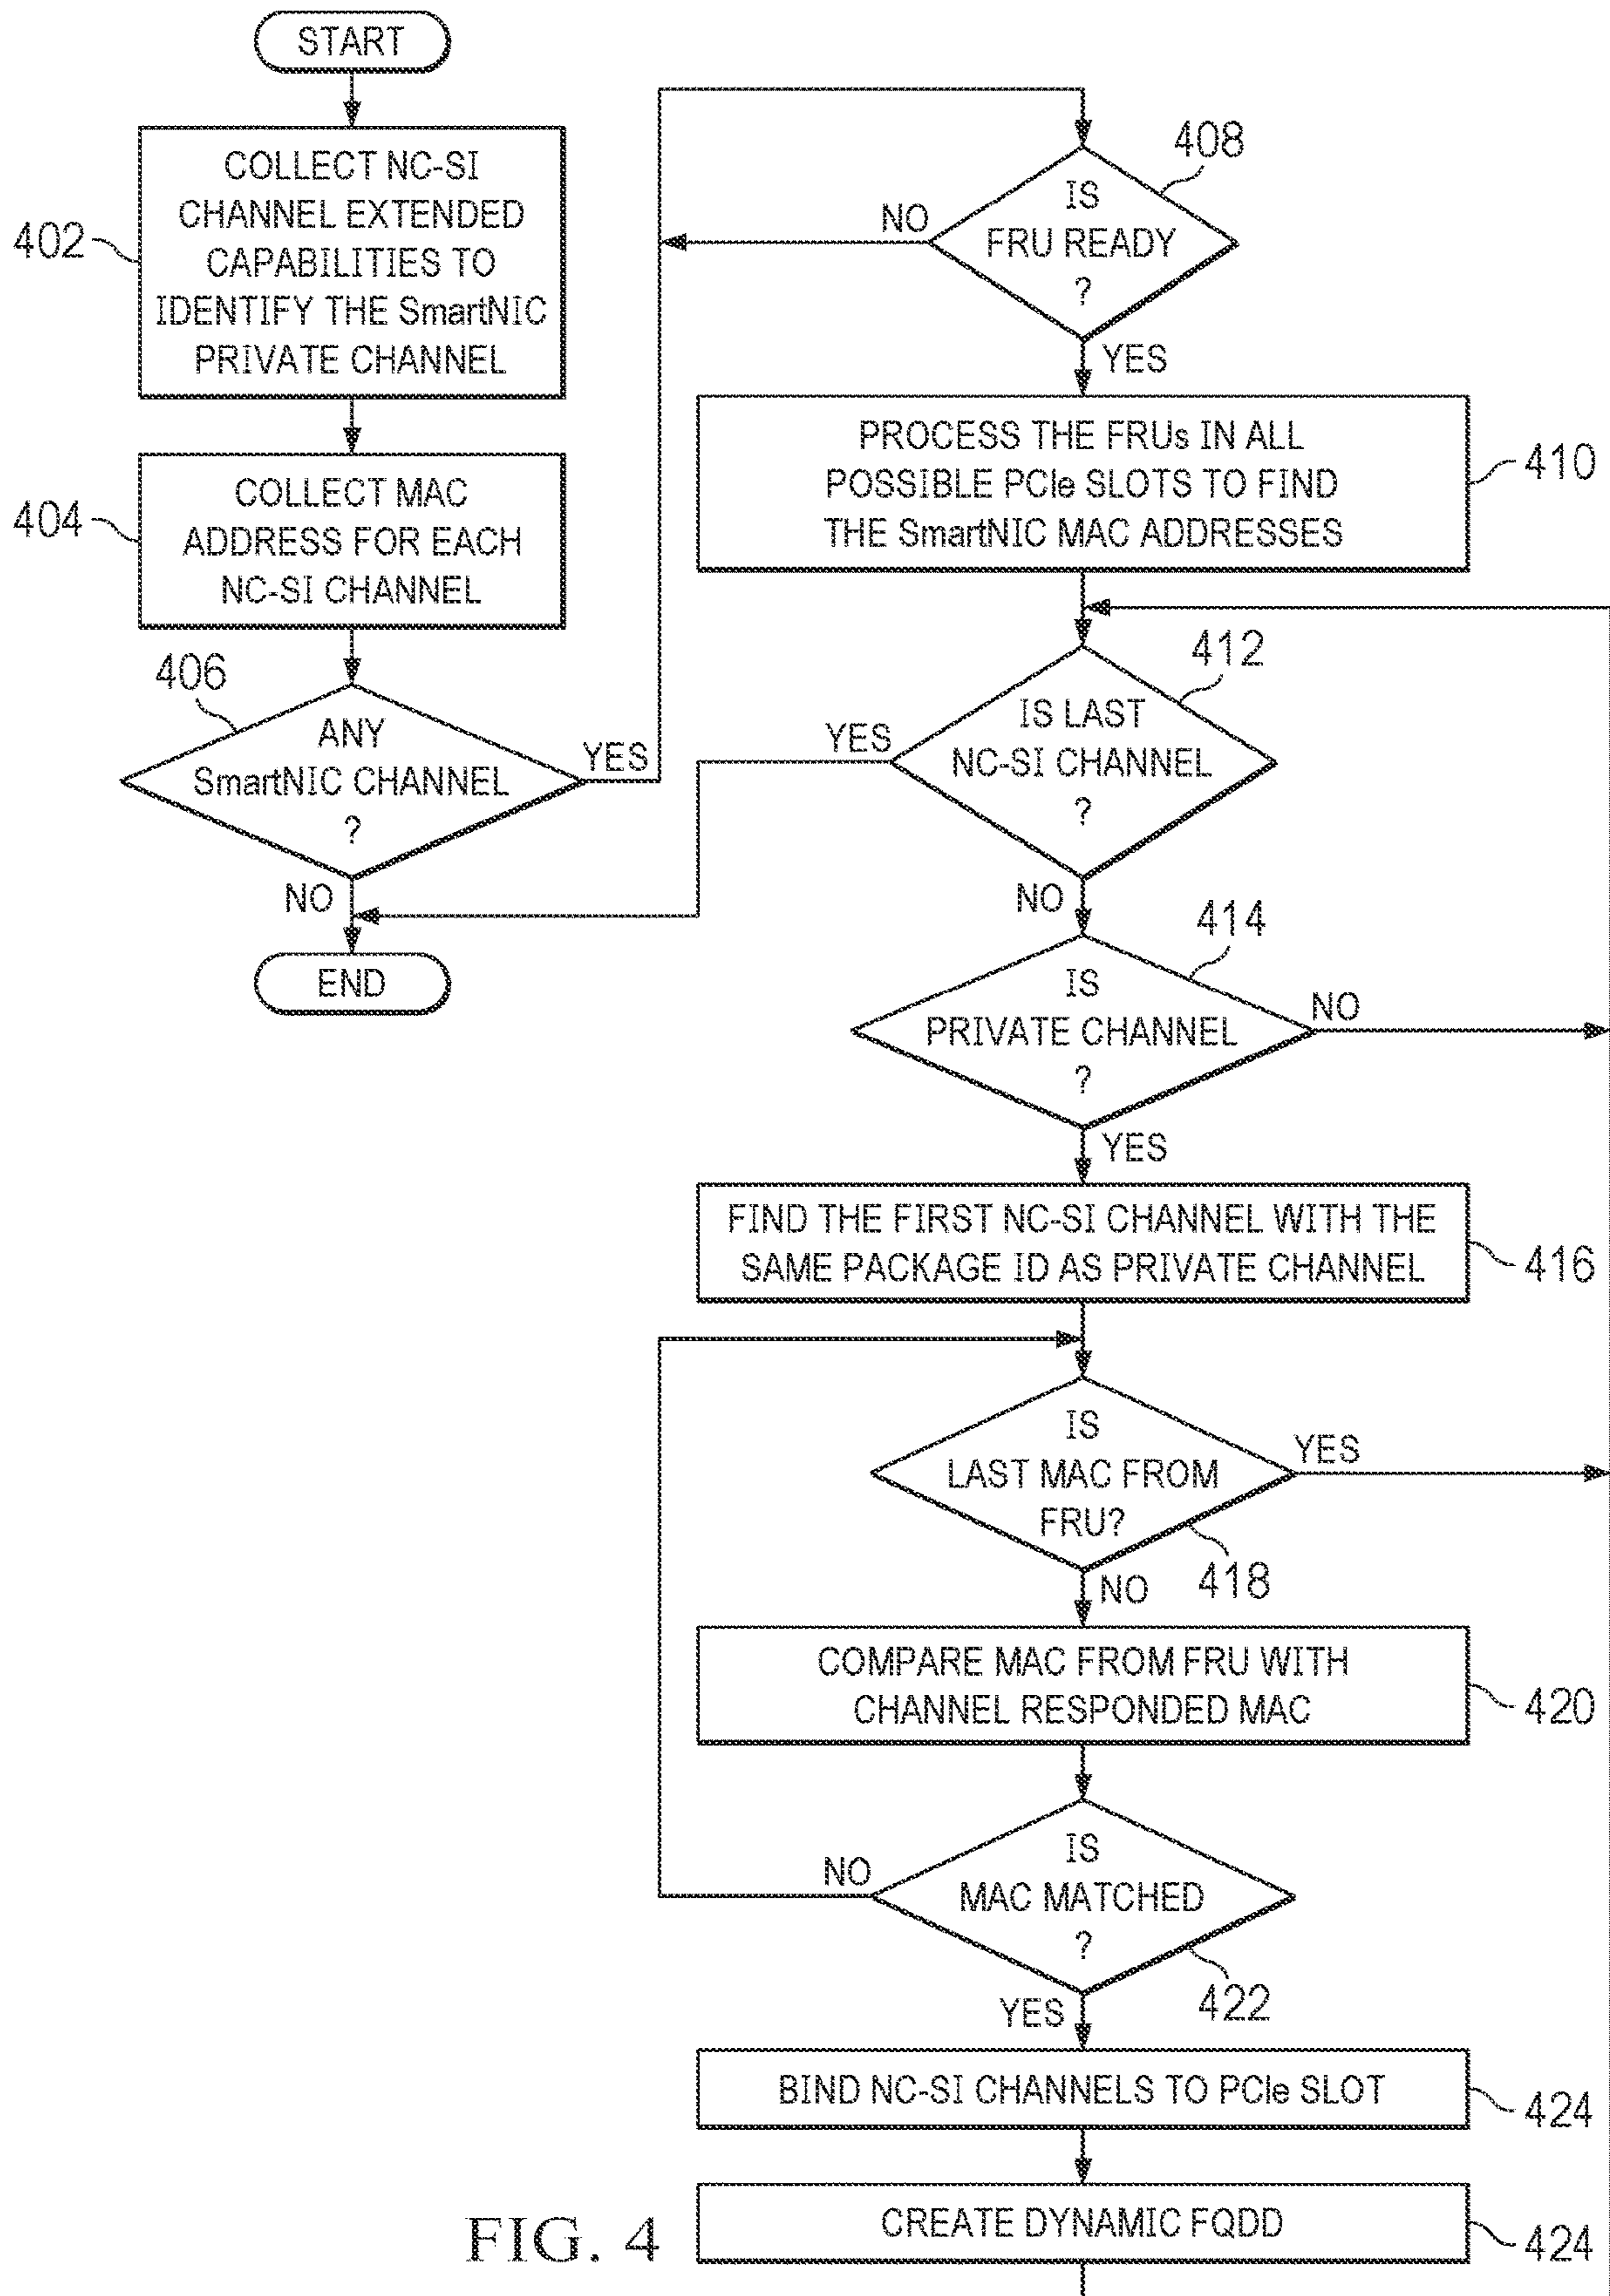 START
402
COLLECT NC-SI
CHANNEL EXTENDED
CAPABILITIES TO
IDENTIFY THE SmartNIC
PRIVATE CHANNEL
404
COLLECT MAC
ADDRESS FOR EACH
NC-SI CHANNEL
406
ANY
SmartNIC CHANNEL
?
YES
NO
END
408
IS
FRU READY
?
NO
YES
PROCESS THE FRUs IN ALL
POSSIBLE PCIe SLOTS TO FIND
THE SmartNIC MAC ADDRESSES
410
412
IS LAST
NC-SI CHANNEL
?
YES
NO
414
IS
PRIVATE CHANNEL
?
NO
YES
FIND THE FIRST NC-SI CHANNEL WITH THE
SAME PACKAGE ID AS PRIVATE CHANNEL
416
IS
LAST MAC FROM
FRU?
YES
418
NO
COMPARE MAC FROM FRU WITH
CHANNEL RESPONDED MAC
420
IS
MAC MATCHED
?
NO
422
YES
BIND NC-SI CHANNELS TO PCIe SLOT
424
CREATE DYNAMIC FQDD
424
FIG. 4